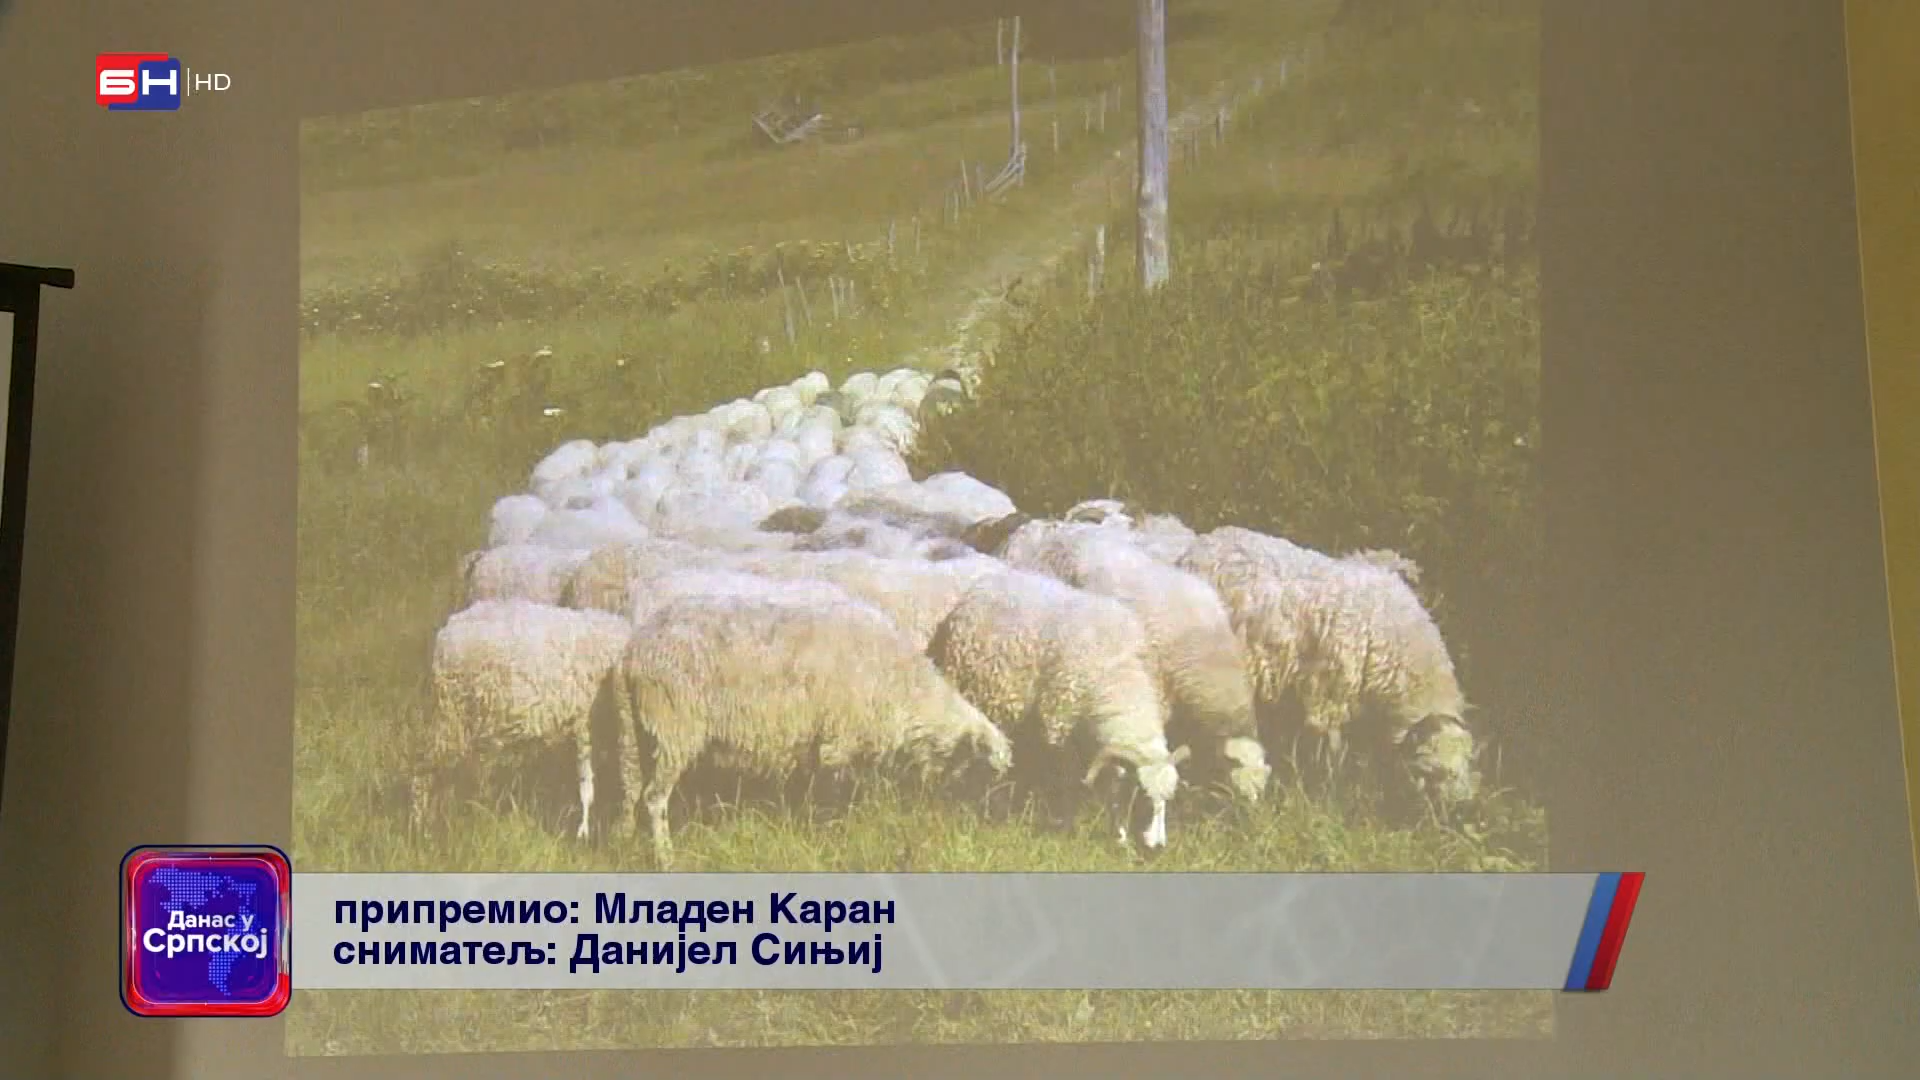 БН HD
припремио: Младен Каран
сниматељ: Данијел Сињиј
Данас у
Српској